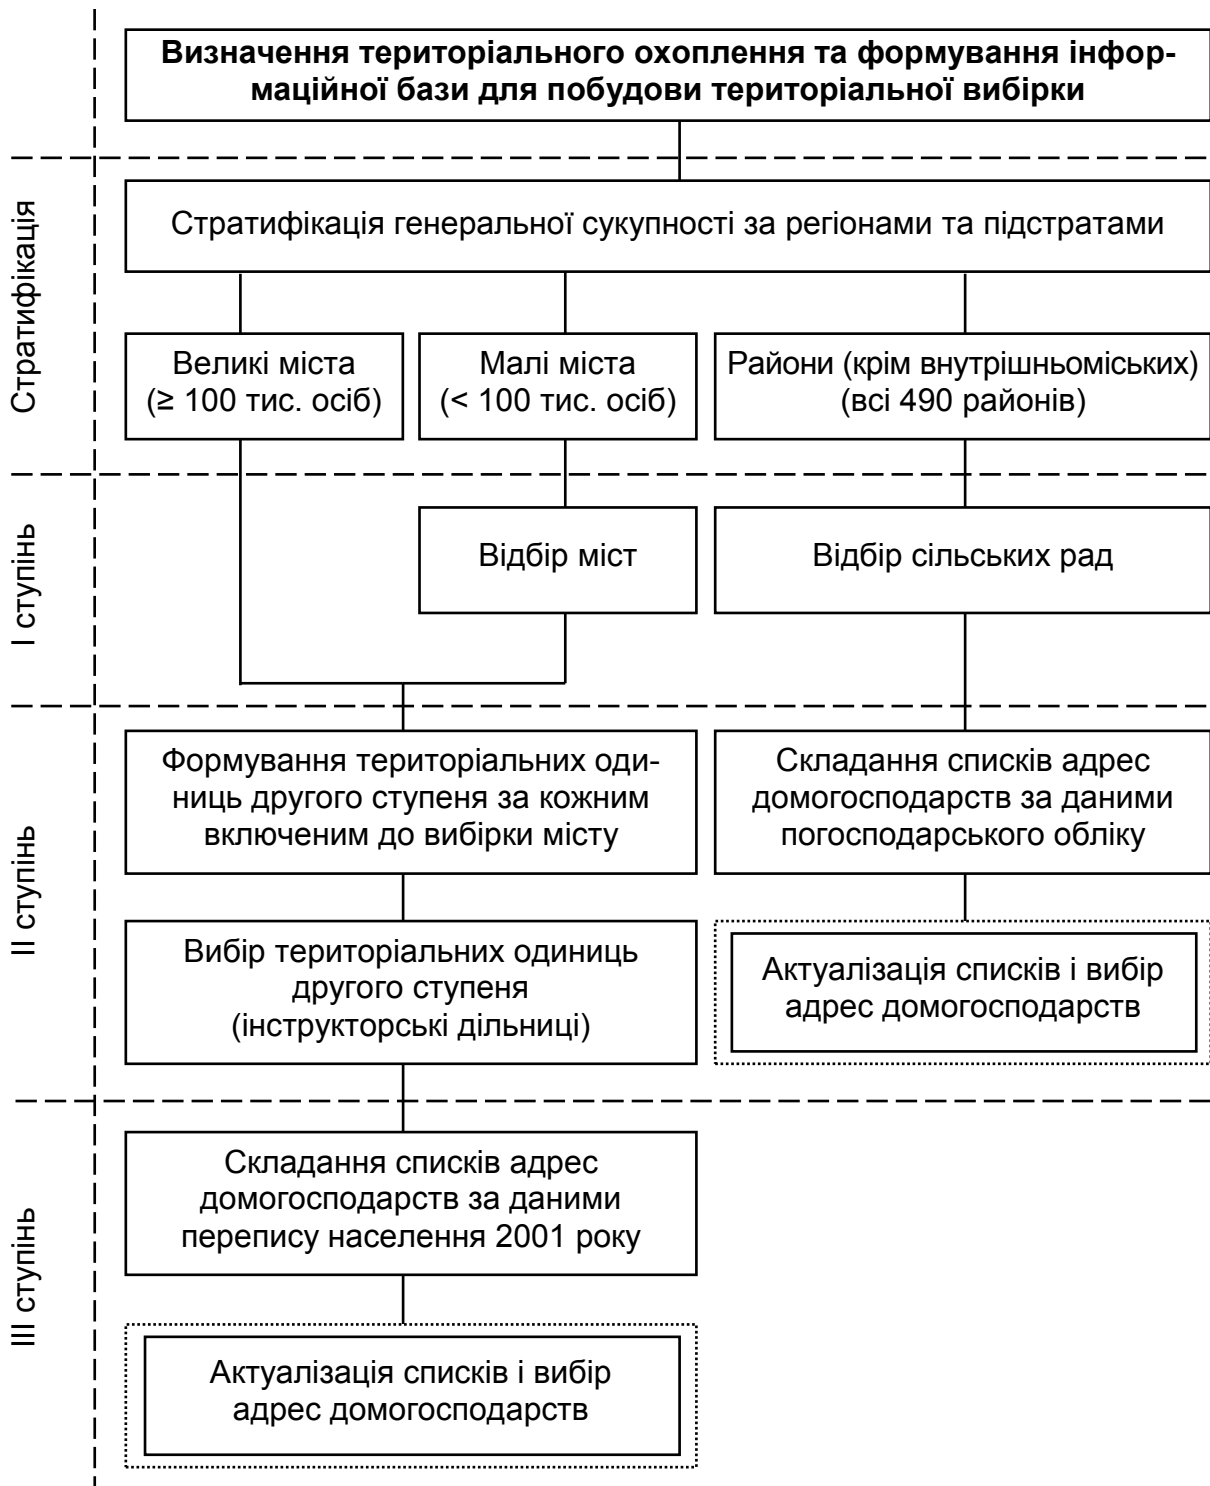 Визначення територіального охоплення та формування інфор-
маційної бази для побудови територіальної вибірки
Стратифікація
Стратифікація генеральної сукупності за регіонами та підстратами
Великі міста
(≥ 100 тис. осіб)
Малі міста
(< 100 тис. осіб)
Райони (крім внутрішньоміських)
(всі 490 районів)
І ступінь
Відбір міст
Відбір сільських рад
ІІ ступінь
Формування територіальних оди-
ниць другого ступеня за кожним
включеним до вибірки місту
Складання списків адрес
домогосподарств за даними
погосподарського обліку
Вибір територіальних одиниць
другого ступеня
(інструкторські дільниці)
Актуалізація списків і вибір
адрес домогосподарств
ІІІ ступінь
Складання списків адрес
домогосподарств за даними
перепису населення 2001 року
Актуалізація списків і вибір
адрес домогосподарств